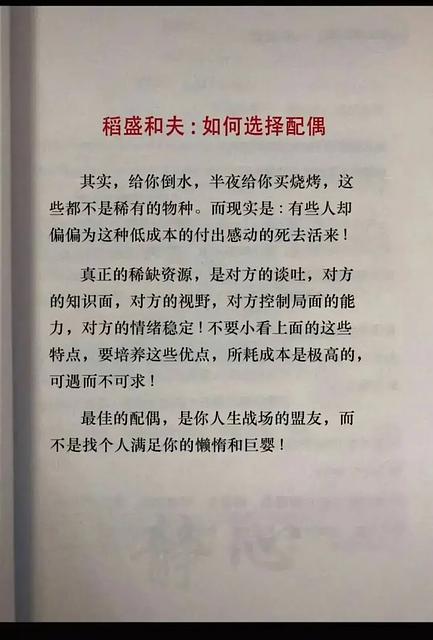 稻盛和夫:如何选择配偶
其实，给你倒水，半夜给你买烧烤，这
些都不是稀有的物种。而现实是:有些人却
偏偏为这种低成本的付出感动的死去活来!
真正的稀缺资源，是对方的谈吐，对方
的知识面，对方的视野，对方控制局面的能
力，对方的情绪稳定!不要小看上面的这些
特点，要培养这些优点，所耗成本是极高的，
可遇而不可求!
最佳的配偶，是你人生战场的盟友，而
不是找个人满足你的懒惰和巨婴!